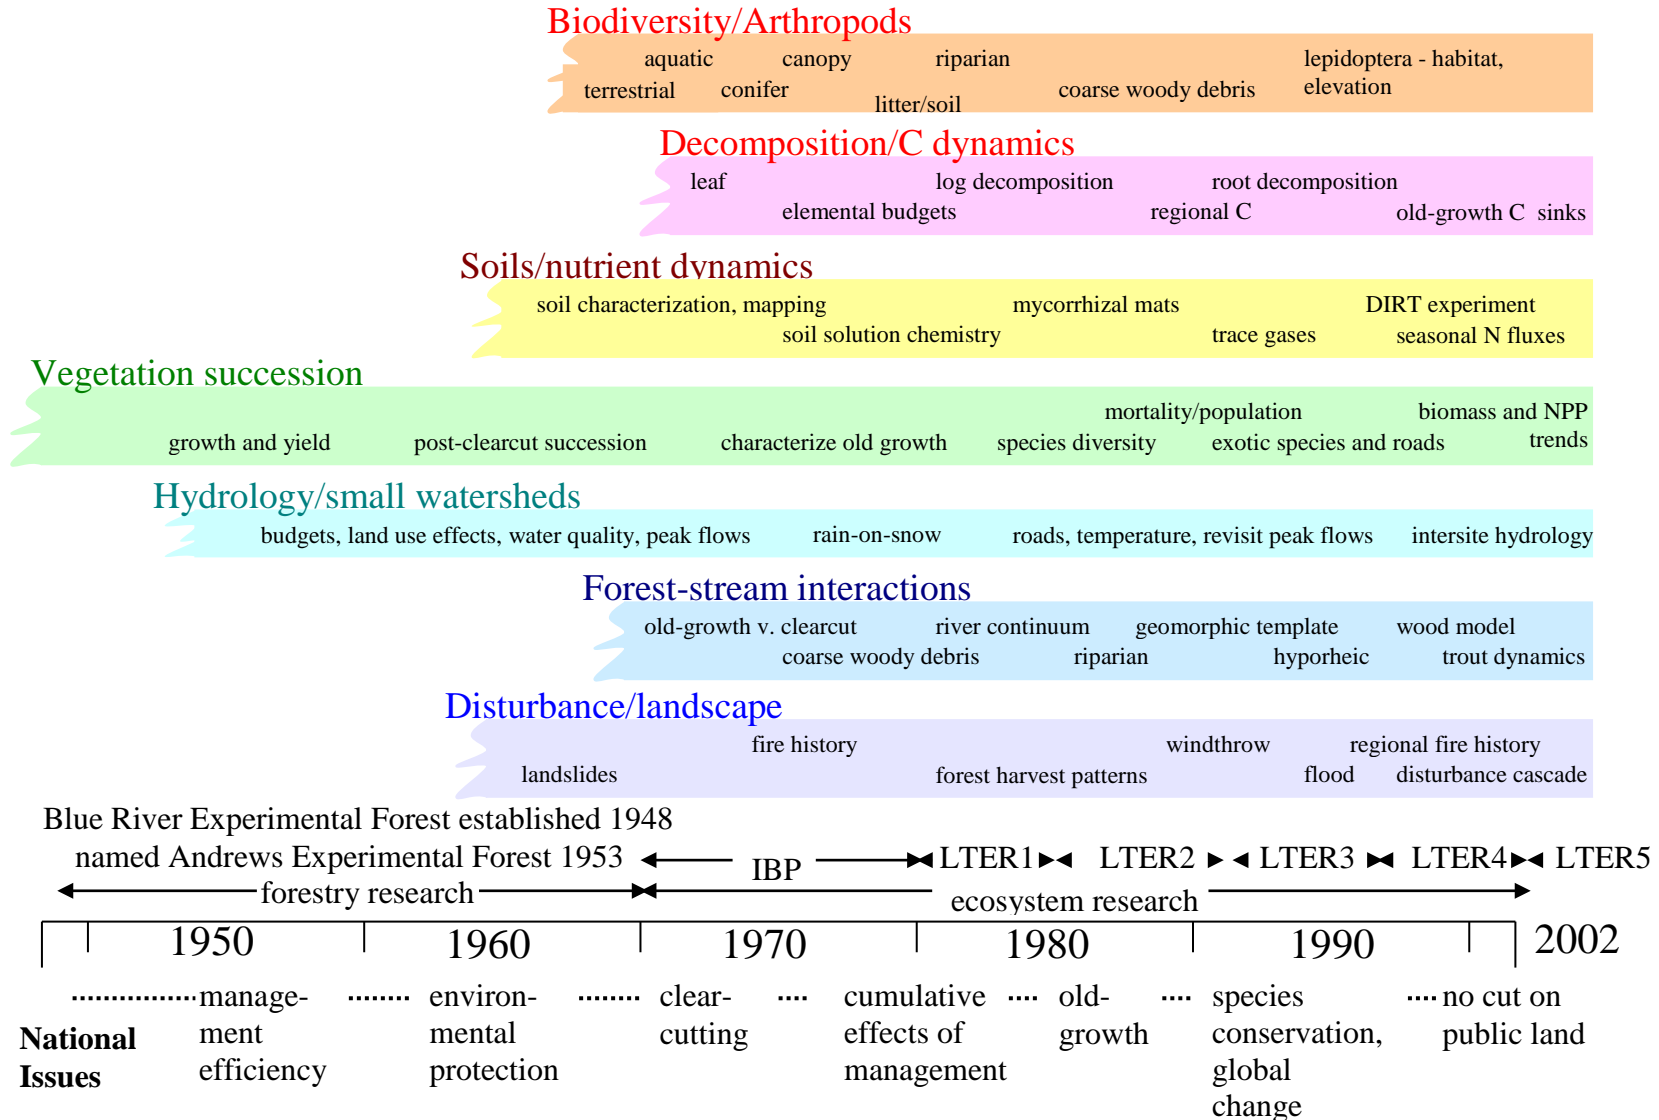 Biodiversity/Arthropods
aquatic canopy riparian lepidoptera - habitat,
terrestrial conifer coarse woody debris elevation
litter/soil
Decomposition/C dynamics
leaf log decomposition root decomposition
elemental budgets regional C old-growth C sinks
Soils/nutrient dynamics
soil characterization, mapping mycorrhizal mats DIRT experiment
soil solution chemistry trace gases seasonal N fluxes
Vegetation succession
mortality/population biomass and NPP
growth and yield post-clearcut succession characterize old growth species diversity exotic species and roads trends
Hydrology/small watersheds
budgets, land use effects, water quality, peak flows rain-on-snow roads, temperature, revisit peak flows intersite hydrology
Forest-stream interactions
old-growth v. clearcut river continuum geomorphic template wood model
coarse woody debris riparian hyporheic trout dynamics
Disturbance/landscape
fire history windthrow regional fire history
landslides forest harvest patterns flood disturbance cascade
Blue River Experimental Forest established 1948
named Andrews Experimental Forest 1953 IBP LTER1 LTER2 LTER3 LTER4 LTER5
forestry research ecosystem research
1950 1960 1970 1980 1990 2002
National
Issues
manage-
ment
efficiency
environ-
mental
protection
clear-
cutting
cumulative
effects of
management
old-
growth
species
conservation,
global
change
no cut on
public land